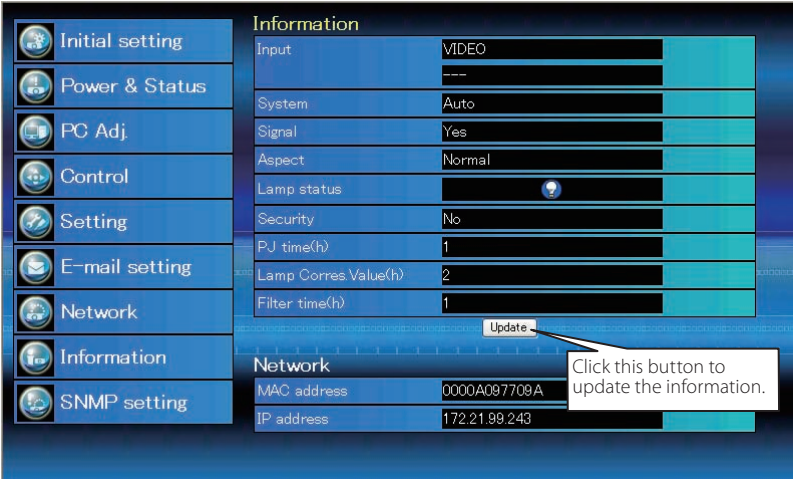 Initial setting
Power & Status
PC Adj.
Control
Setting
E-mail setting
Network
Information
SNMP setting
Information
Input VIDEO
---
System Auto
Signal Yes
Aspect Normal
Lamp status
Security No
PJ time(h) 1
Lamp Corres.Value(h) 2
Filter time(h) 1
Update
Click this button to
update the information.
Network
MAC address 0000A097709A
IP address 172.21.99.243